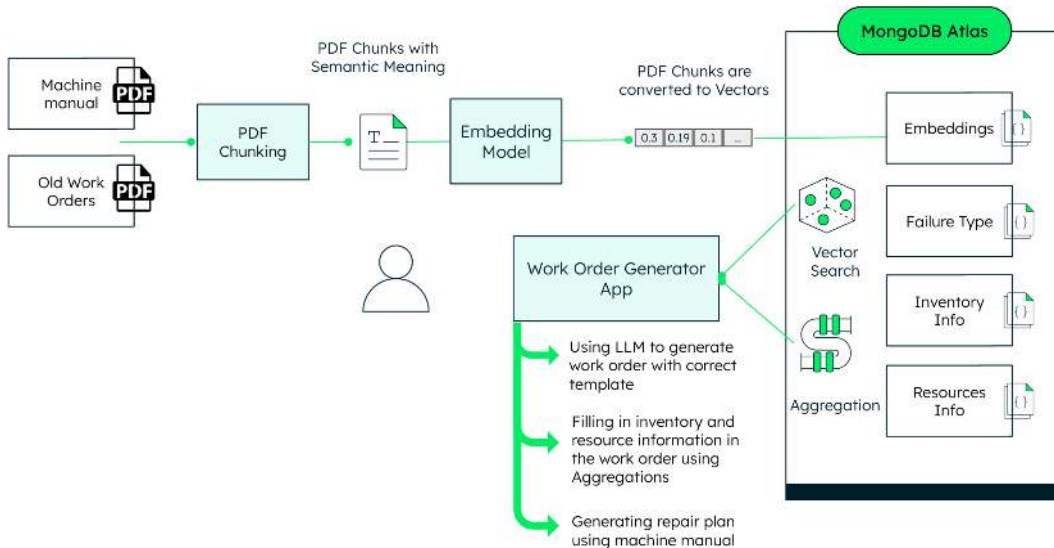 MongoDB Atlas
PDF Chunks with
Semantic Meaning
Machine
manual
PDF
PDF Chunks are
converted to Vectors
PDF
Chunking
T
Embedding
Model
0.3 0.19 0.1 ...
Embeddings
{ }
Old Work
Orders
PDF
Failure Type
{ }
Vector
Search
Work Order Generator
App
Inventory
Info
{ }
Using LLM to generate
work order with correct
template
Aggregation
Resources
Info
{ }
Filling in inventory and
resource information in
the work order using
Aggregations
Generating repair plan
using machine manual